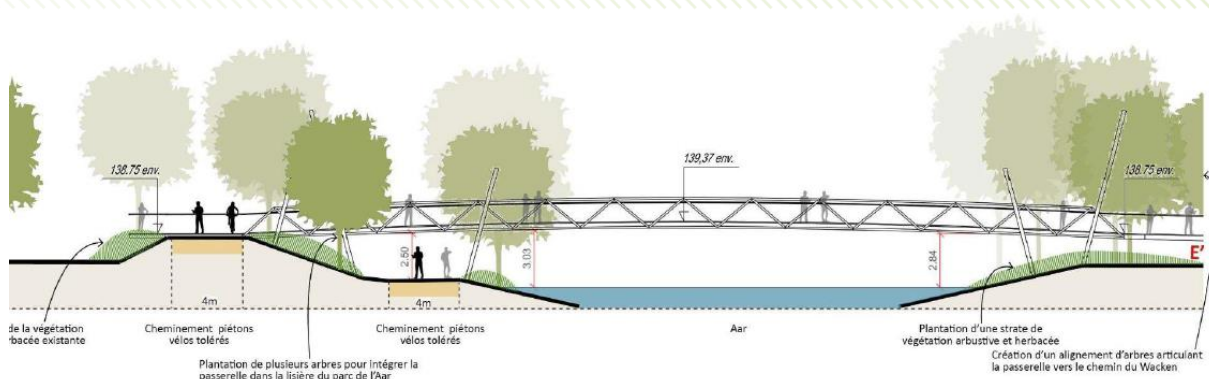 138.75 env.
139,37 env.
138.75 env.
2.60
3.03
2.84
E'
4m
4m
de la végétation
rbacée existante
Cheminement piétons
vélos tolérés
Cheminement piétons
vélos tolérés
Aar
Plantation d'une strate de
végétation arbustive et herbacée
Plantation de plusieurs arbres pour intégrer la
passerelle dans la lisière du parc de l'Aar
Création d'un alignement d'arbres articulant
la passerelle vers le chemin du Wacken